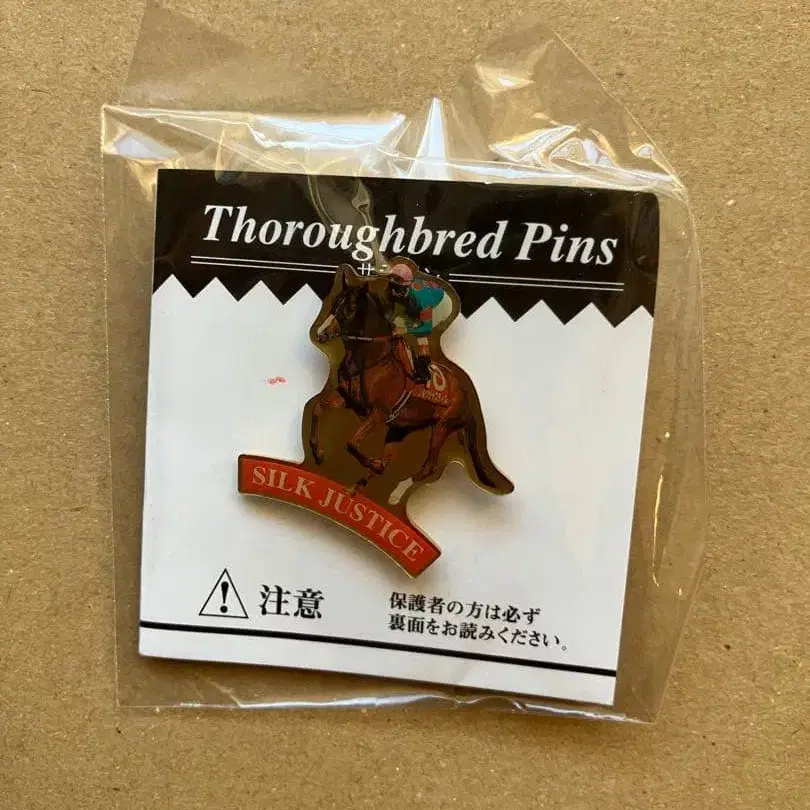 Thoroughbred Pins
SILK JUSTICE
注意
保護者の方は必ず
裏面をお読みください。